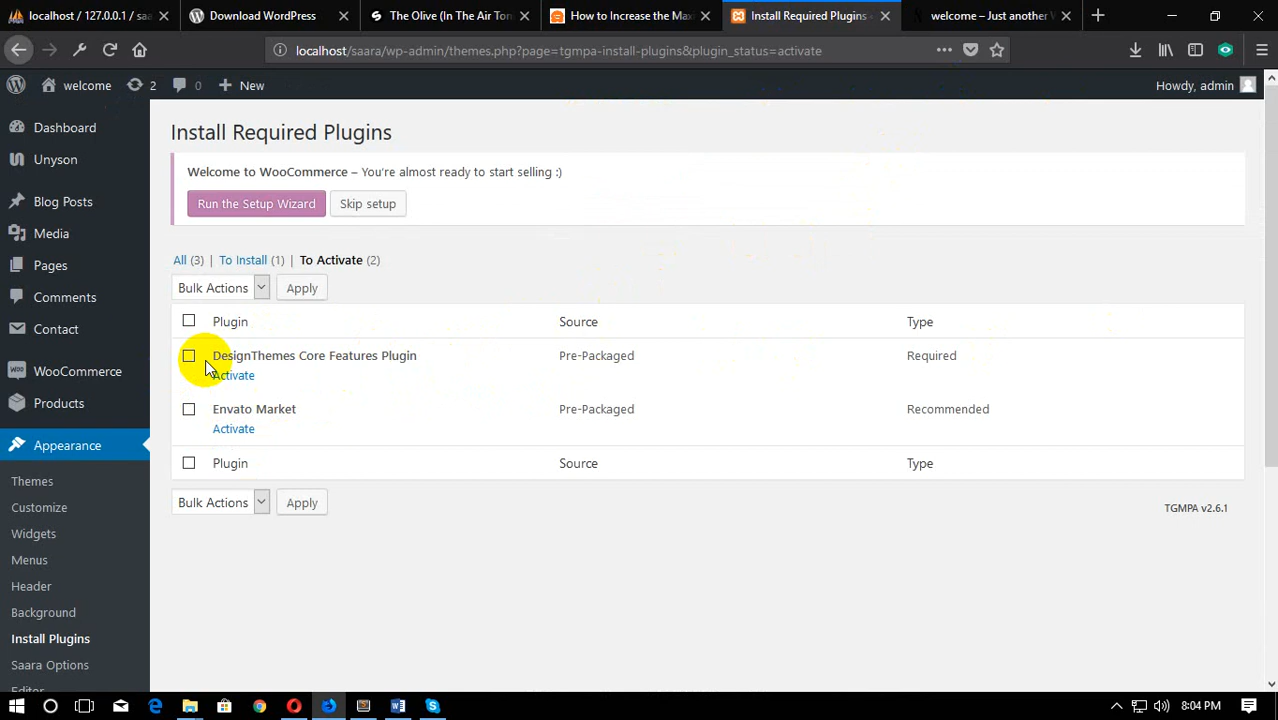 localhost / 127.0.0.1 / saa
Download WordPress
The Olive (In The Air Ton
How to Increase the Max
Install Required Plugins
welcome – Just another W
localhost/saara/wp-admin/themes.php?page=tgmpa-install-plugins&plugin_status=activate
welcome 2 0 + New Howdy, admin
Dashboard
Unyson
Blog Posts
Media
Pages
Comments
Contact
WooCommerce
Products
Appearance
Themes
Customize
Widgets
Menus
Header
Background
Install Plugins
Saara Options
Editor
Install Required Plugins
Welcome to WooCommerce – You're almost ready to start selling :)
Run the Setup Wizard Skip setup
All (3) | To Install (1) | To Activate (2)
Bulk Actions Apply
Plugin Source Type
DesignThemes Core Features Plugin Pre-Packaged Required
Activate
Envato Market Pre-Packaged Recommended
Activate
Plugin Source Type
Bulk Actions Apply
TGMPA v2.6.1
8:04 PM